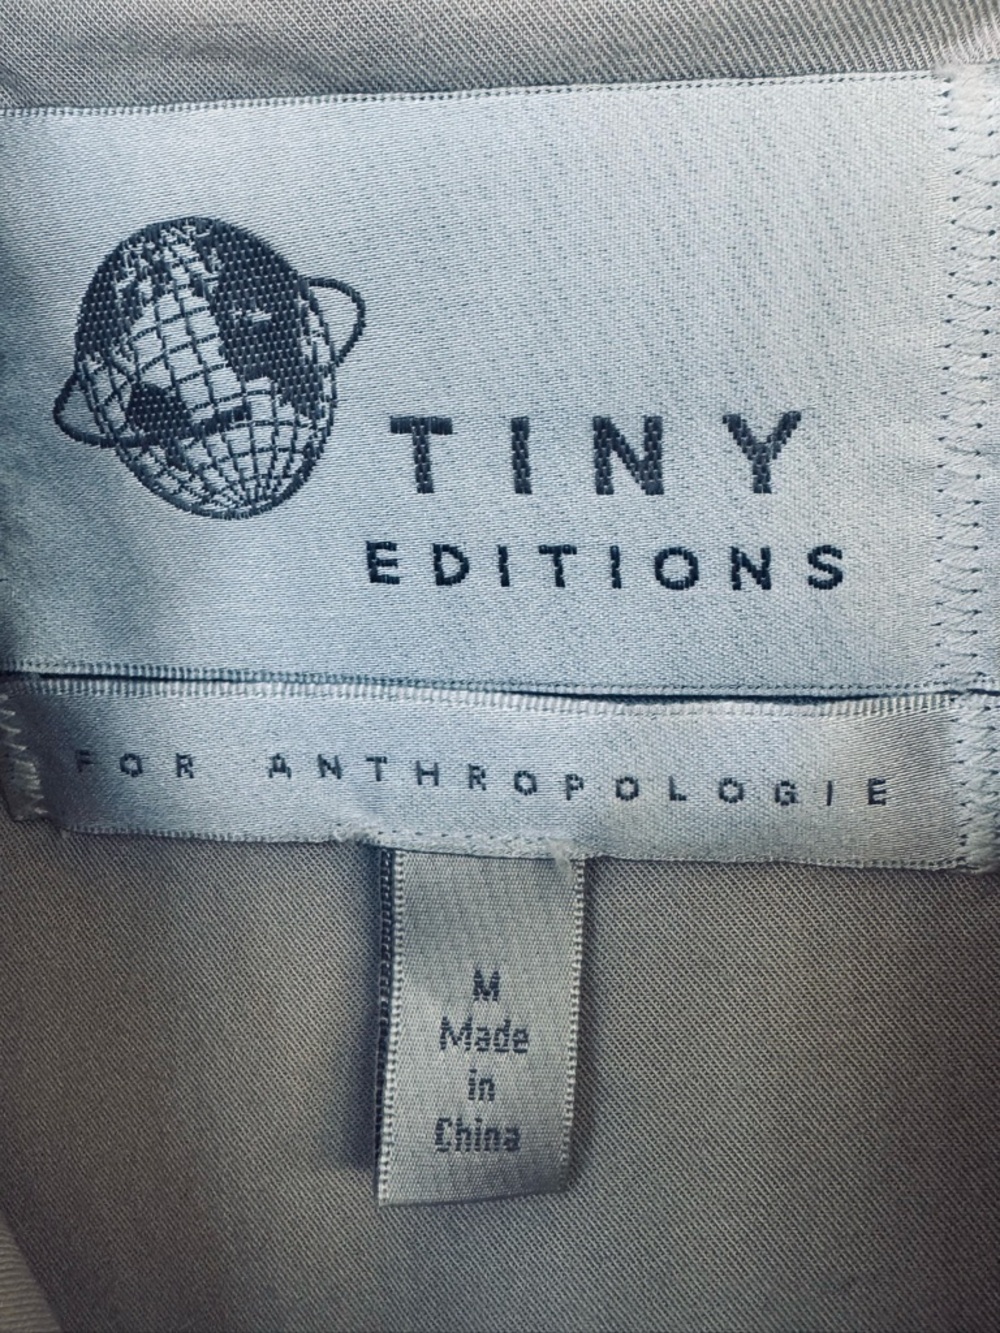 TINY
EDITIONS
FOR ANTHROPOLOGIE
M
Made
in
China